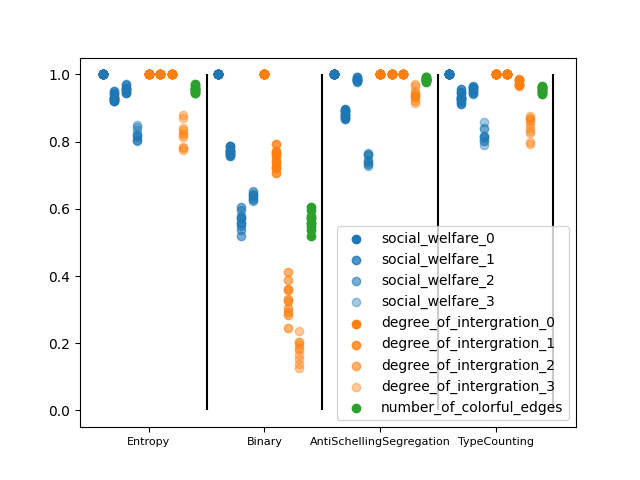 1.0
0.8
0.6
0.4
0.2
0.0
social_welfare_0
social_welfare_1
social_welfare_2
social_welfare_3
degree_of_intergration_0
degree_of_intergration_1
degree_of_intergration_2
degree_of_intergration_3
number_of_colorful_edges
Entropy Binary AntiSchellingSegregation TypeCounting